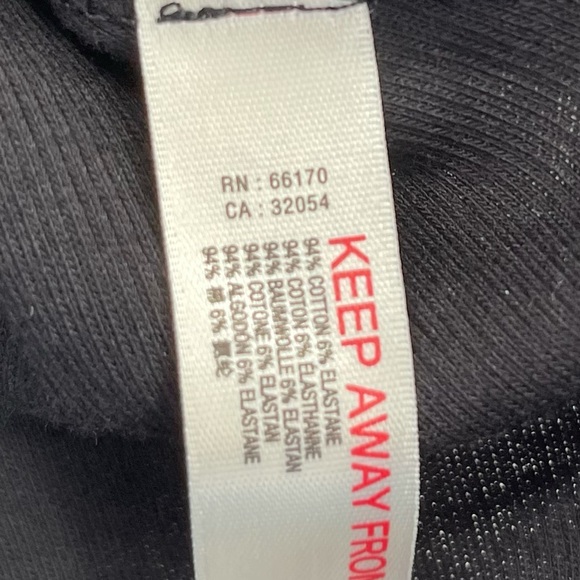 RN : 66170
CA : 32054
KEEP AWAY FRO
94% COTTON 6% ELASTANE
94% COTON 6% ELASTHANNE
94% BAUMWOLLE 6% ELASTAN
94% COTONE 6% ELASTAN
94% ALGODON 6% ELASTANE
94% 棉 6% 氨纶